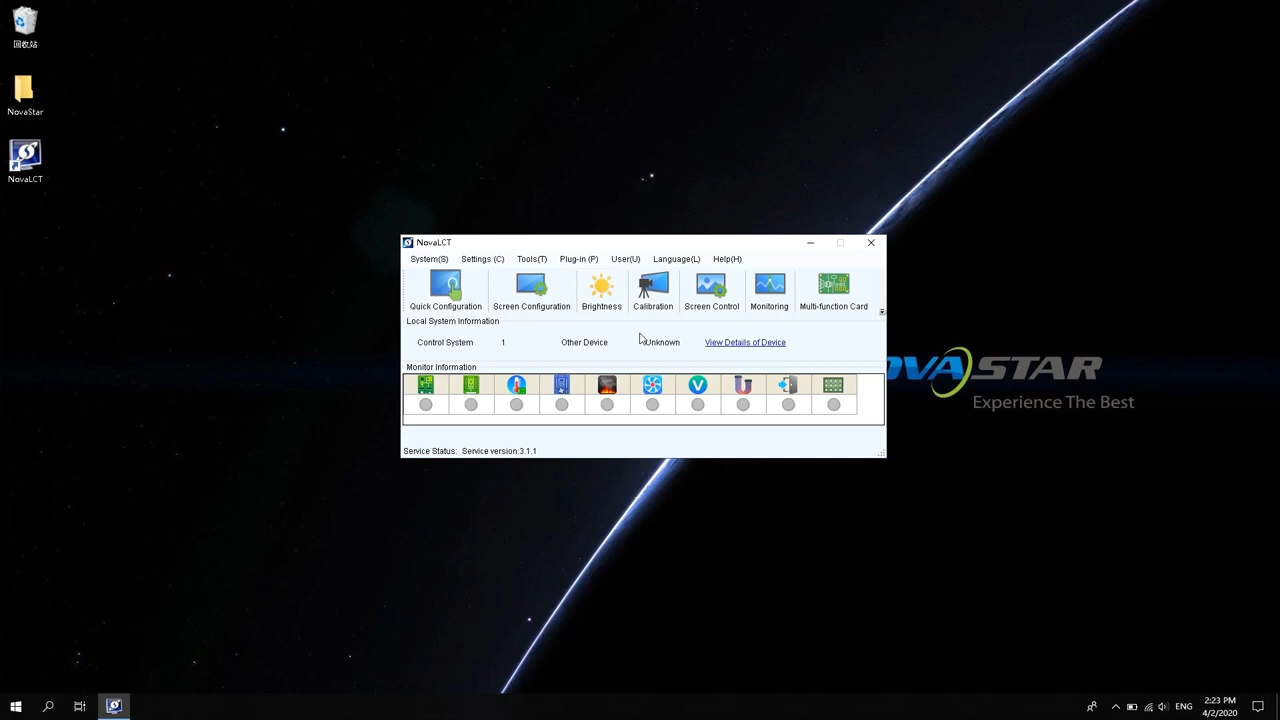 回收站
NovaStar
NovaLCT
NovaLCT
System(S) Settings (C) Tools(T) Plug-in (P) User(U) Language(L) Help(H)
Quick Configuration Screen Configuration Brightness Calibration Screen Control Monitoring Multi-function Card
Local System Information
Control System 1 Other Device Unknown View Details of Device
Monitor Information
Service Status: Service version:3.1.1
OVASTAR
Experience The Best
ENG
2:23 PM
4/2/2020